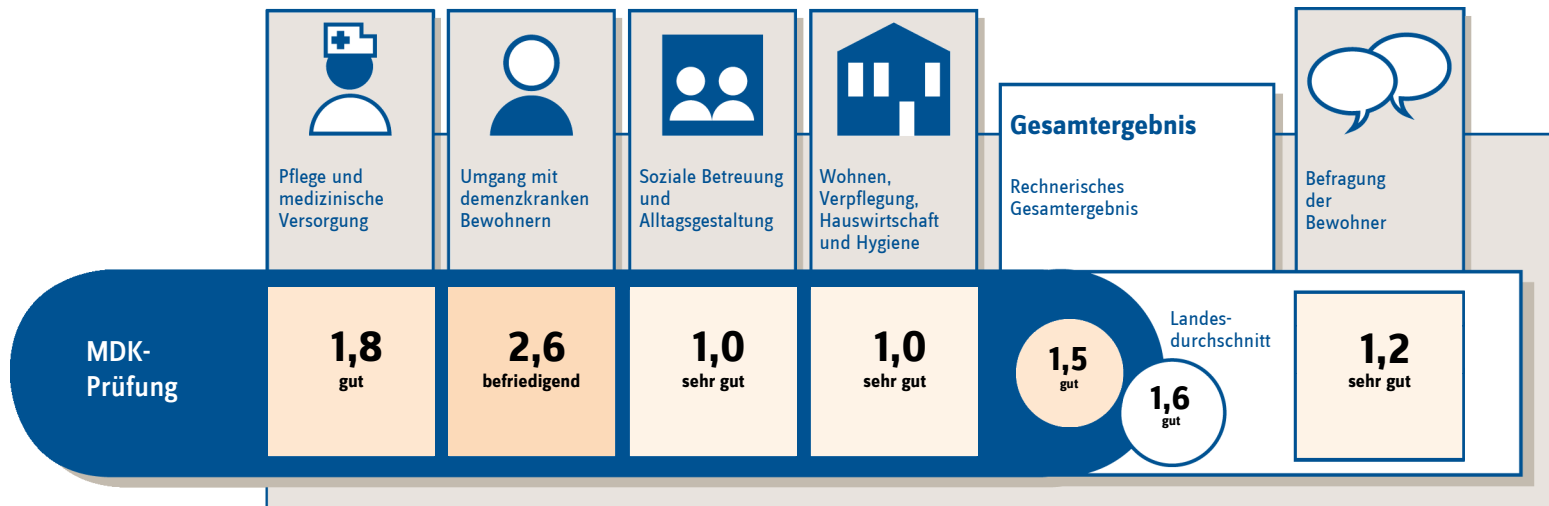 Pflege und
medizinische
Versorgung
Umgang mit
demenzkranken
Bewohnern
Soziale Betreuung
und
Alltagsgestaltung
Wohnen,
Verpflegung,
Hauswirtschaft
und Hygiene
Gesamtergebnis
Rechnerisches
Gesamtergebnis
Befragung
der
Bewohner
MDK-
Prüfung
1,8
gut
2,6
befriedigend
1,0
sehr gut
1,0
sehr gut
1,5
gut
Landes-
durchschnitt
1,6
gut
1,2
sehr gut